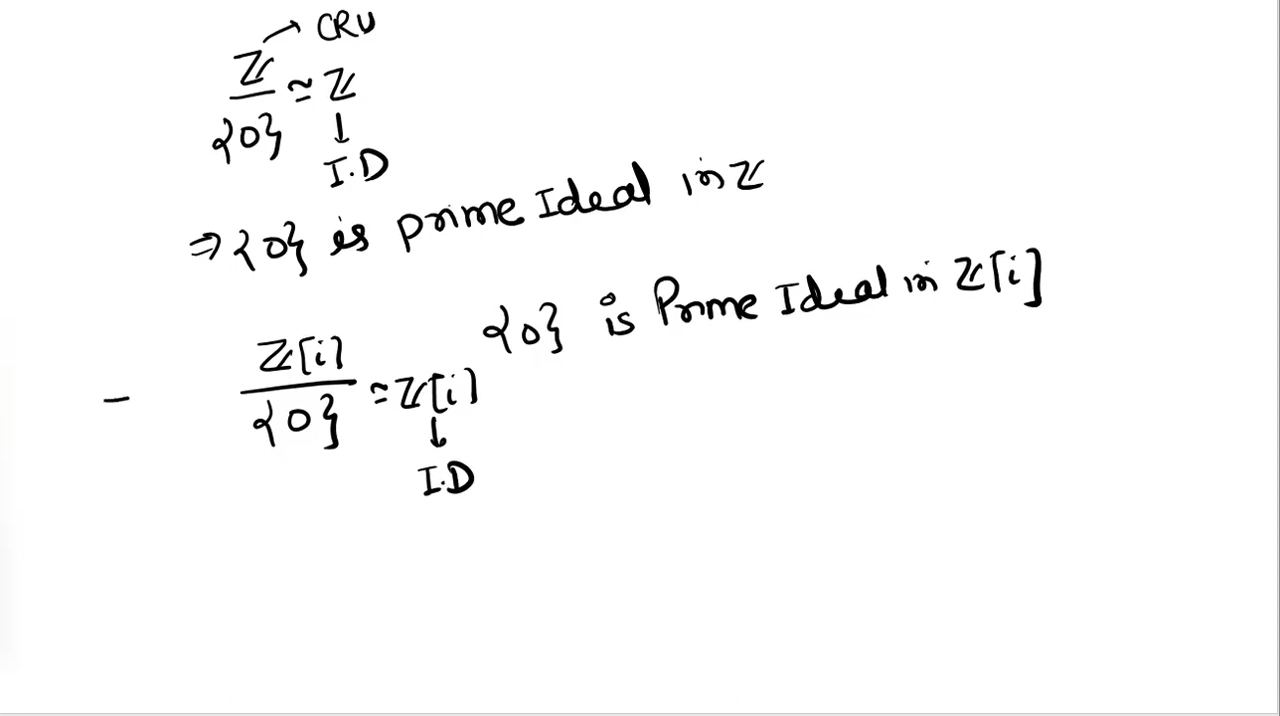 → CRU
ℤ/{0} ≃ ℤ
↓
I.D
⇒ {0} is prime Ideal in ℤ
{0} is Prime Ideal in ℤ[i]
– ℤ[i]/{0} ≃ ℤ[i]
↓
I.D